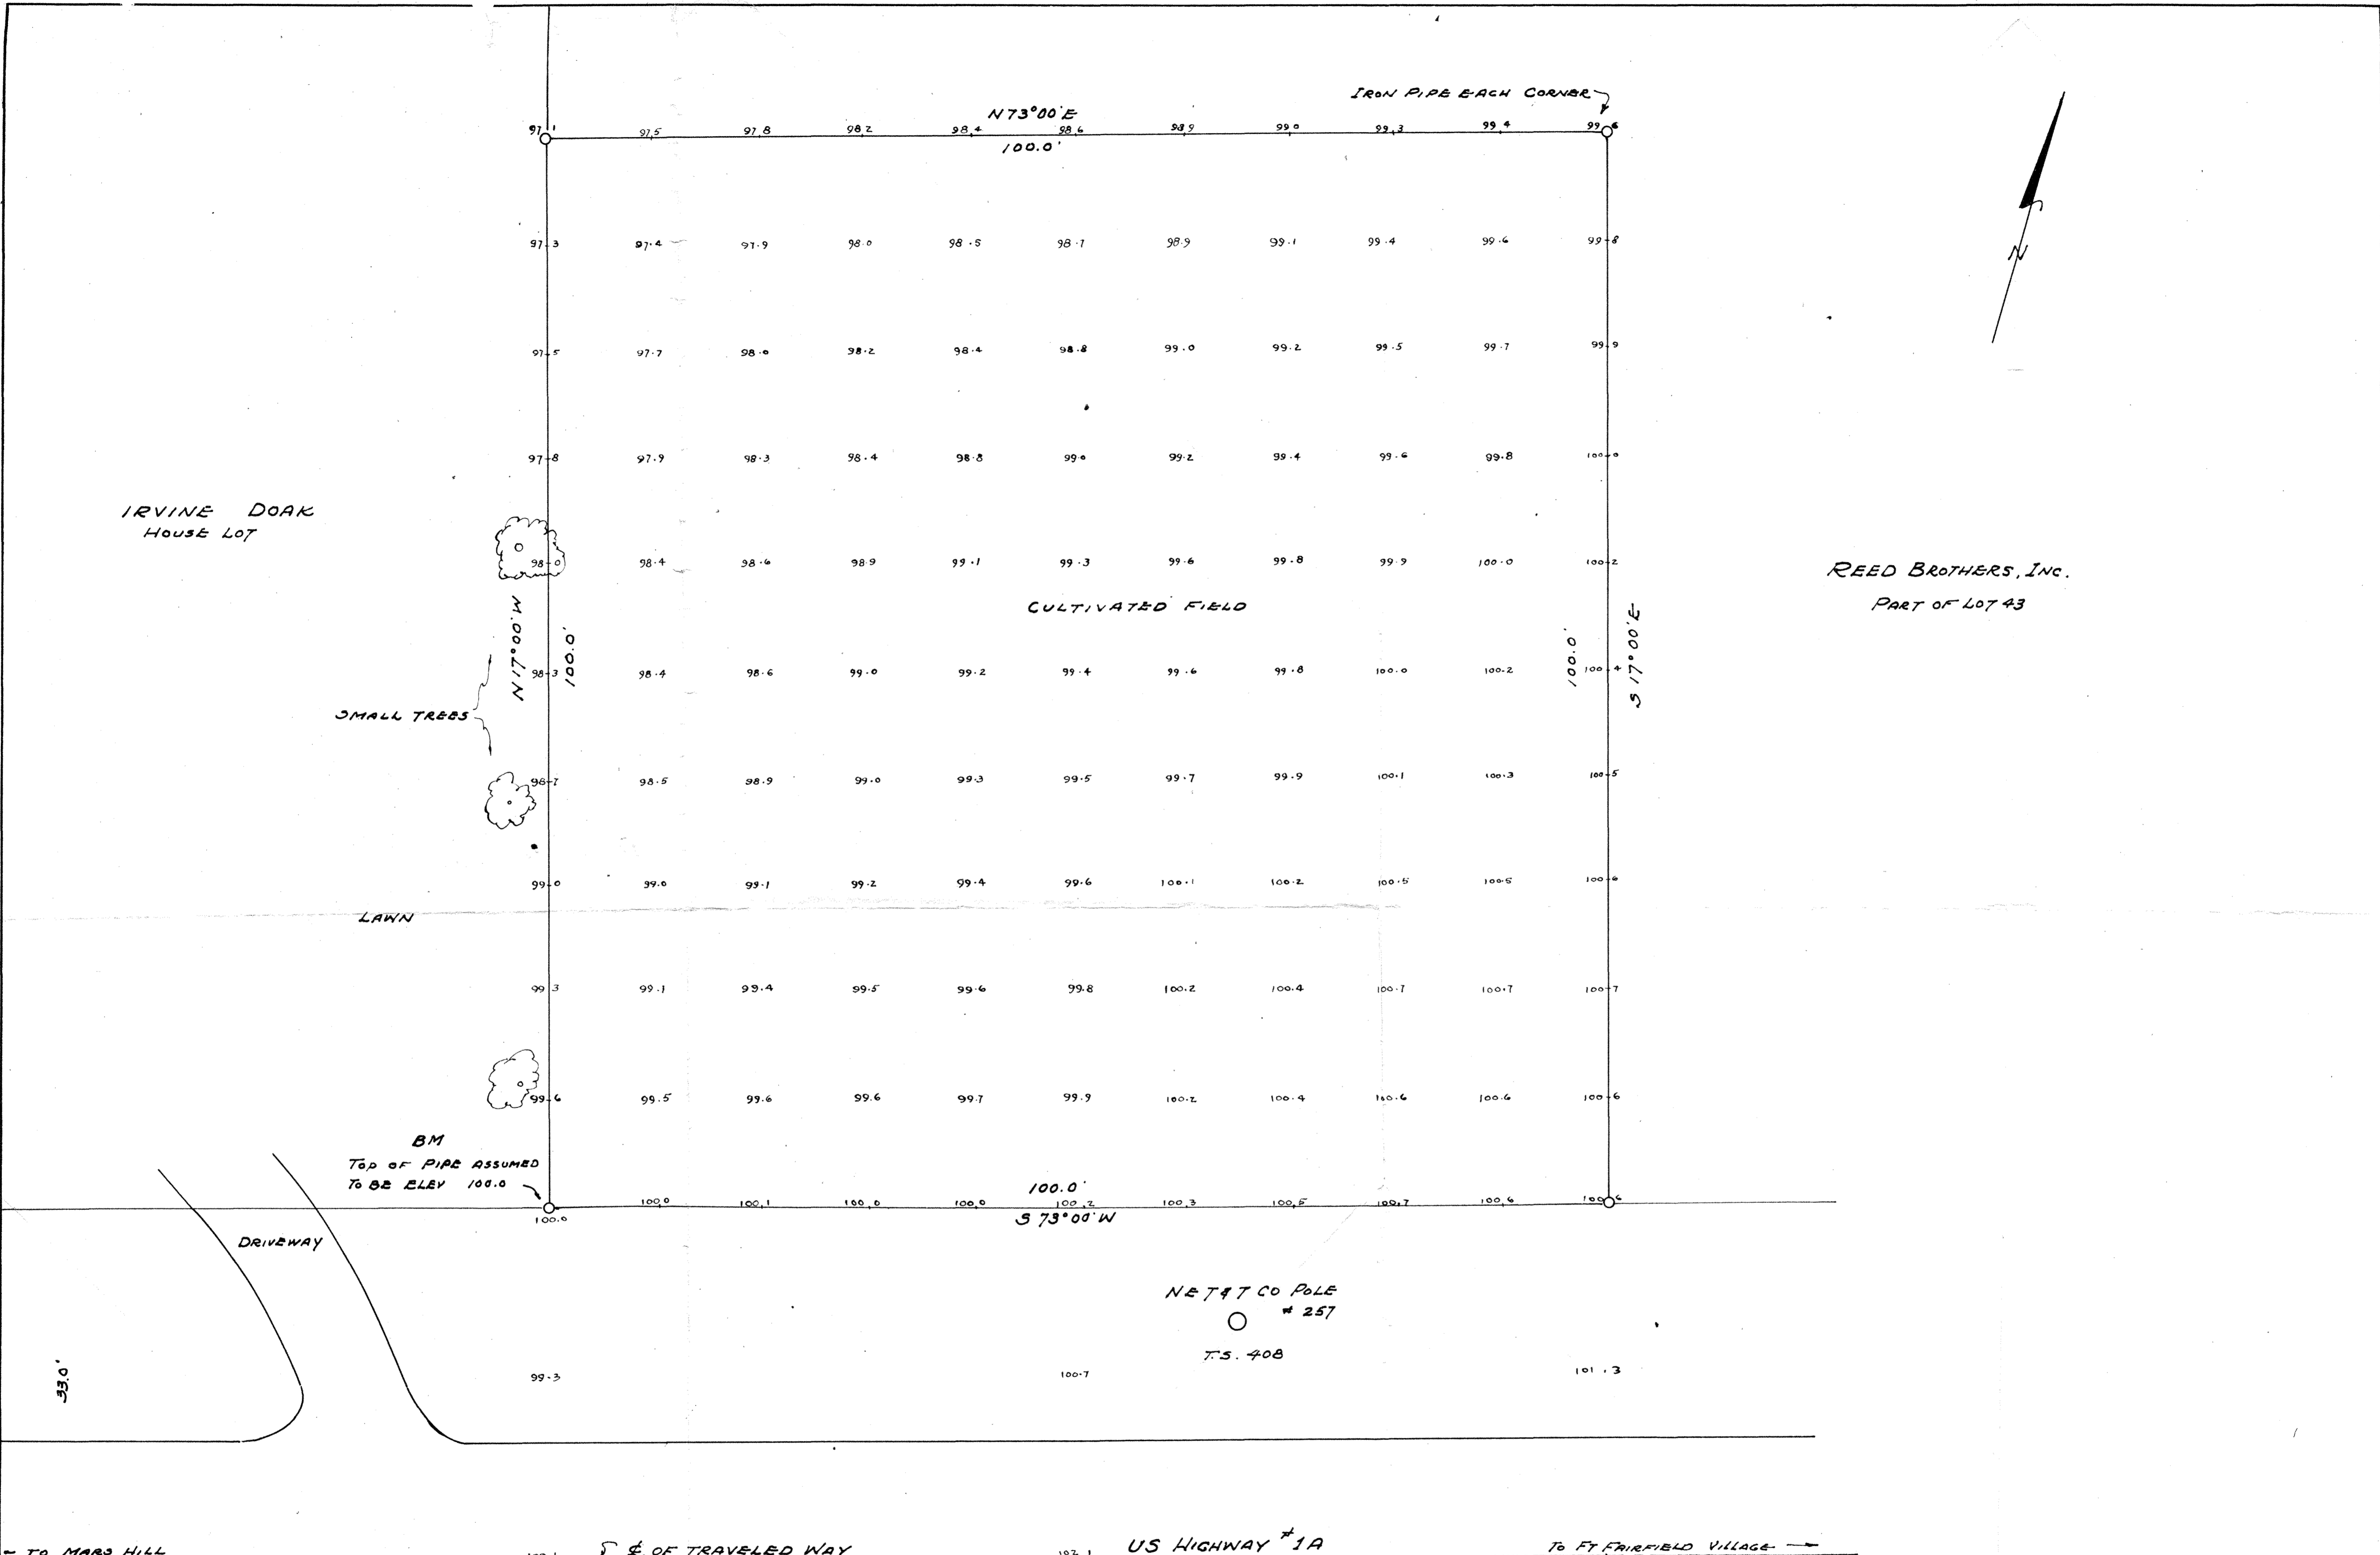 IRON PIPE EACH CORNER
N 73°00' E
97.1 97.5 97.8 98.2 98.4 98.6 98.9 99.0 99.3 99.4 99.6
100.0'
97.3 97.4 97.9 98.0 98.5 98.7 98.9 99.1 99.4 99.6 99.8
N
97.5 97.7 98.0 98.2 98.4 98.8 99.0 99.2 99.5 99.7 99.9
97.8 97.9 98.3 98.4 98.8 99.0 99.2 99.4 99.6 99.8 100.0
IRVINE DOAK
HOUSE LOT
98.0 98.4 98.6 98.9 99.1 99.3 99.6 99.8 99.9 100.0 100.2
REED BROTHERS, INC.
PART OF LOT 43
CULTIVATED FIELD
N 17°00' W
100.0'
100.0'
S 17°00' E
98.3 98.4 98.6 99.0 99.2 99.4 99.6 99.8 100.0 100.2 100.4
SMALL TREES
98.7 98.5 98.9 99.0 99.3 99.5 99.7 99.9 100.1 100.3 100.5
99.0 99.0 99.1 99.2 99.4 99.6 100.1 100.2 100.5 100.5 100.6
LAWN
99.3 99.1 99.4 99.5 99.6 99.8 100.2 100.4 100.7 100.7 100.7
99.6 99.5 99.6 99.6 99.7 99.9 100.2 100.4 100.6 100.6 100.6
BM
TOP OF PIPE ASSUMED
TO BE ELEV 100.0
100.0'
100.0 100.0 100.1 100.0 100.0 100.2 100.3 100.5 100.7 100.6 100.6
S 73°00' W
DRIVEWAY
NET&T CO POLE
# 257
T.S. 408
33.0'
99.3 100.7 101.3
TO MARS HILL
℄ OF TRAVELED WAY
102.1
US HIGHWAY #1A
TO FT FAIRFIELD VILLAGE